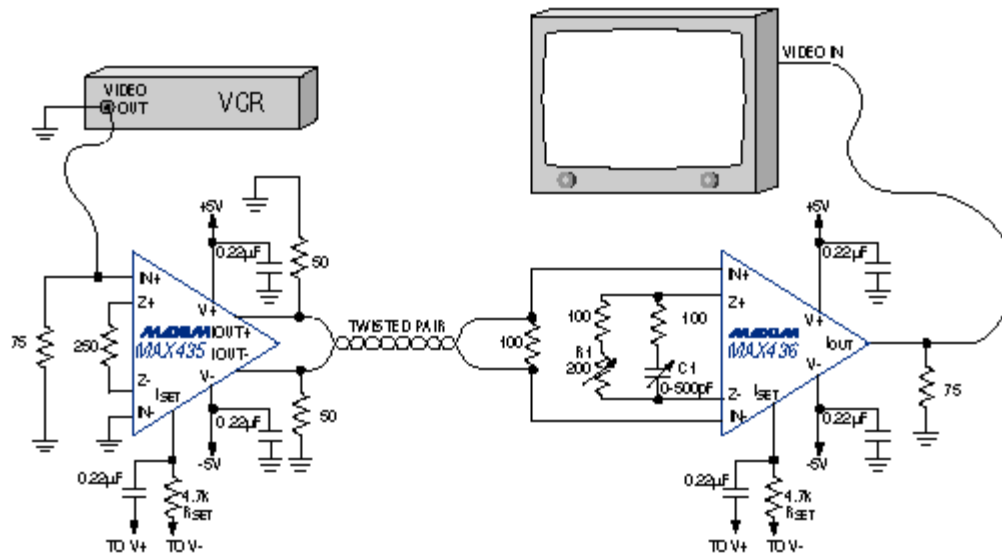 VIDEO IN
VIDEO
OUT
VCR
+5V
0.22µF
50
IN+
Z+
V+
75
250
MAXIM
MAX435
IOUT+
IOUT-
Z-
ISET
V-
IN-
TWISTED PAIR
0.22µF
50
-5V
0.22µF
4.7k
RSET
TO V+
TO V-
+5V
0.22µF
100
IN+
Z+
100
100
R1
200
C1
0-500pF
V+
MAXIM
MAX436
IOUT
Z-
ISET
V-
IN-
75
0.22µF
-5V
0.22µF
4.7k
RSET
TO V+
TO V-